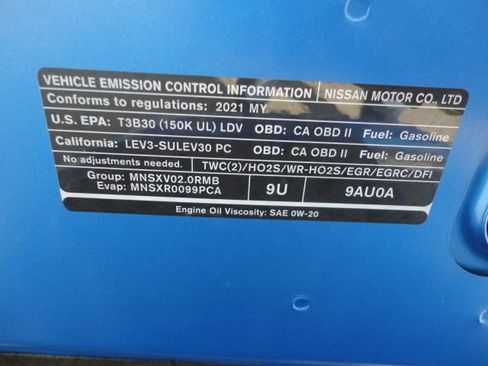 VEHICLE EMISSION CONTROL INFORMATION NISSAN MOTOR CO., LTD
Conforms to regulations: 2021 MY
U.S. EPA: T3B30 (150K UL) LDV OBD: CA OBD II Fuel: Gasoline
California: LEV3-SULEV30 PC OBD: CA OBD II Fuel: Gasoline
No adjustments needed. TWC(2)/HO2S/WR-HO2S/EGR/EGRC/DFI
Group: MNSXV02.0RMB
Evap: MNSXR0099PCA 9U 9AU0A
Engine Oil Viscosity: SAE 0W-20